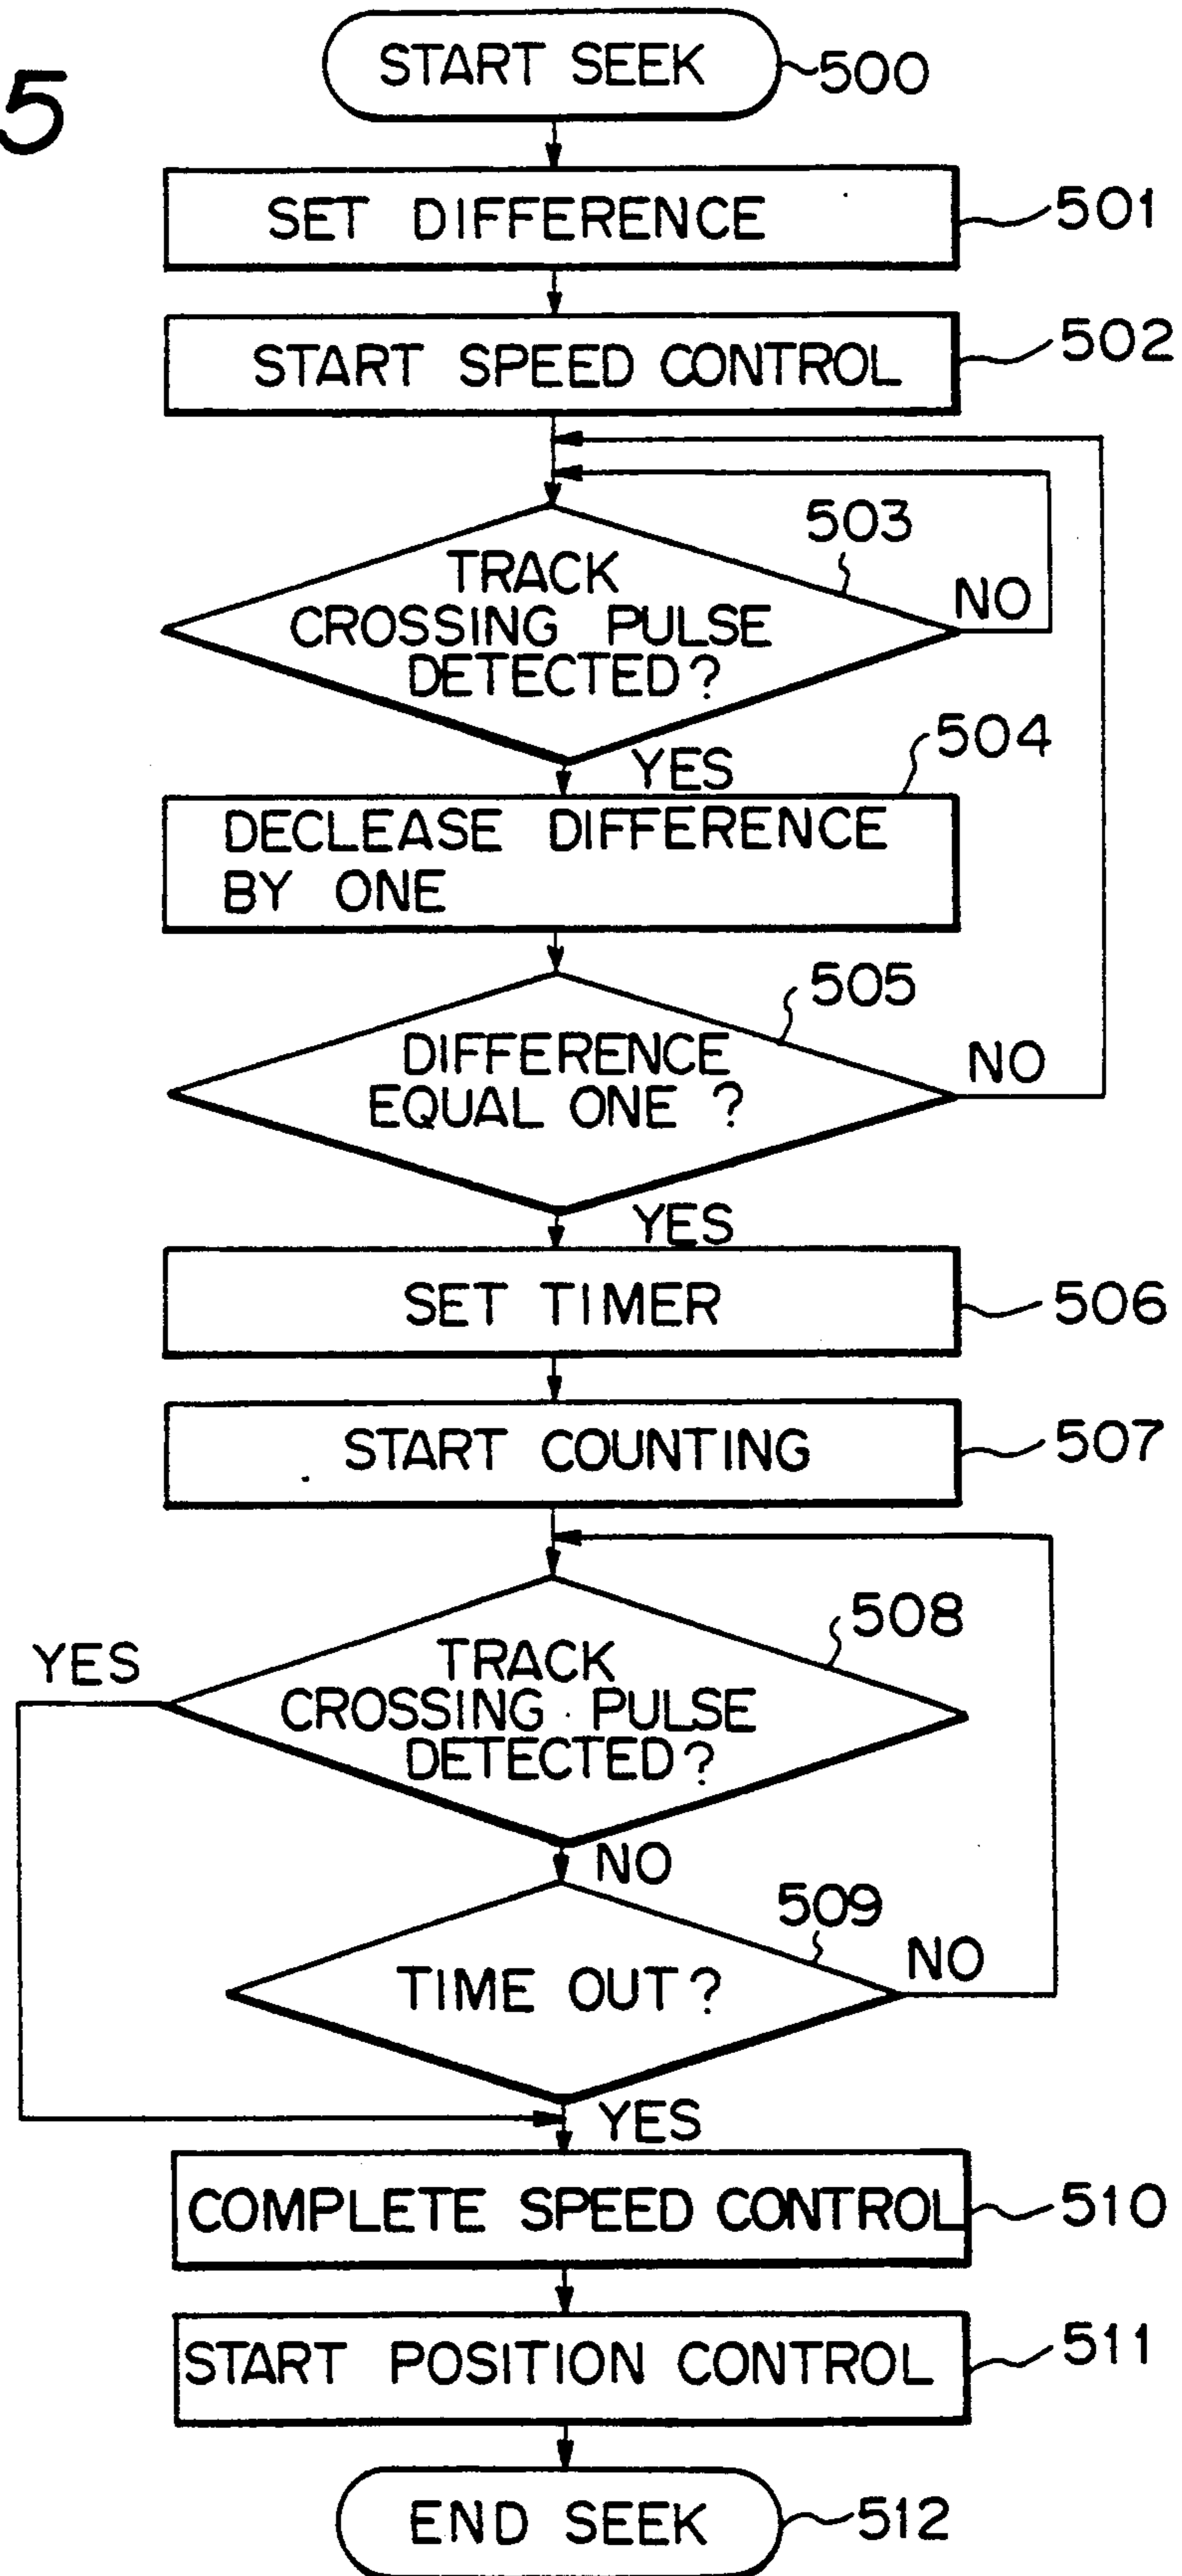 5
START SEEK 500
SET DIFFERENCE 501
START SPEED CONTROL 502
503
TRACK
CROSSING PULSE
DETECTED?
NO
YES
504
DECLEASE DIFFERENCE
BY ONE
505
DIFFERENCE
EQUAL ONE ?
NO
YES
SET TIMER 506
START COUNTING 507
508
YES
TRACK
CROSSING PULSE
DETECTED?
NO
509
TIME OUT?
NO
YES
COMPLETE SPEED CONTROL 510
START POSITION CONTROL 511
END SEEK 512